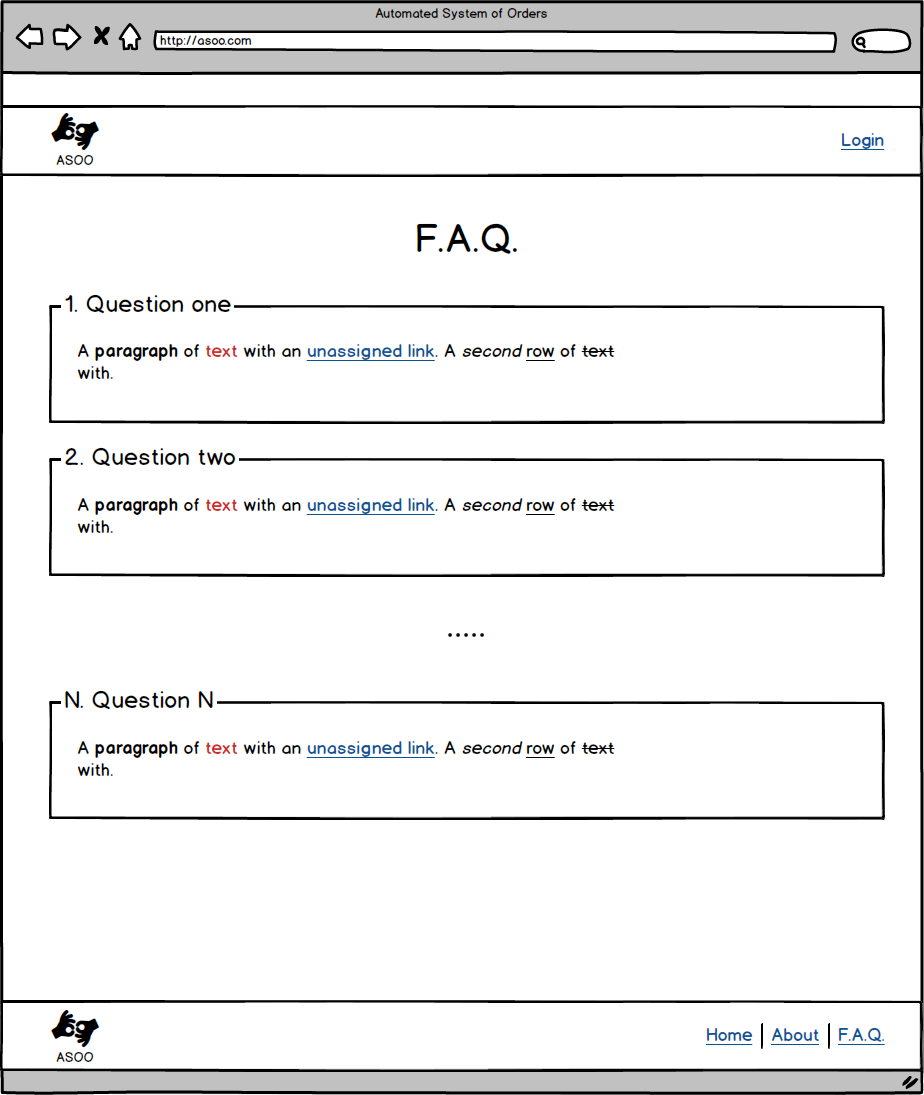 Automated System of Orders
http://asoo.com
ASOO
Login
F.A.Q.
1. Question one
A paragraph of text with an unassigned link. A second row of text
with.
2. Question two
A paragraph of text with an unassigned link. A second row of text
with.
.....
N. Question N
A paragraph of text with an unassigned link. A second row of text
with.
ASOO
Home | About | F.A.Q.